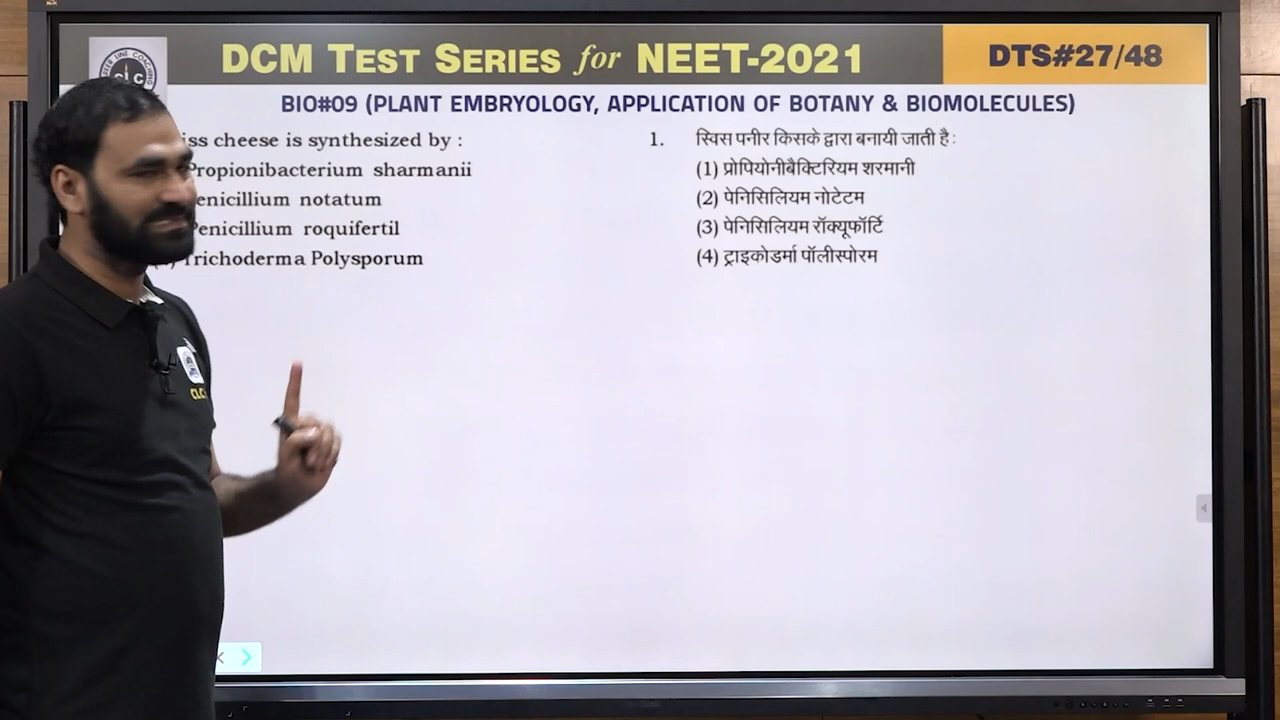 DCM TEST SERIES for NEET-2021
DTS#27/48
BIO#09 (PLANT EMBRYOLOGY, APPLICATION OF BOTANY & BIOMOLECULES)
iss cheese is synthesized by :
Propionibacterium sharmanii
enicillium notatum
Penicillium roquifertil
Trichoderma Polysporum
1. स्विस पनीर किसके द्वारा बनायी जाती है :
(1) प्रोपियोनीबैक्टिरियम शरमानी
(2) पेनिसिलियम नोटेटम
(3) पेनिसिलियम रॉक्यूफॉर्टि
(4) ट्राइकोडर्मा पॉलीस्पोरम
CLC